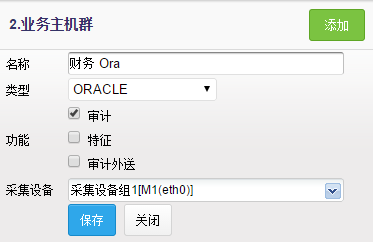 2.业务主机群 添加
名称 财务 Ora
类型 ORACLE
审计
功能 特征
审计外送
采集设备 采集设备组1[M1(eth0)]
保存 关闭